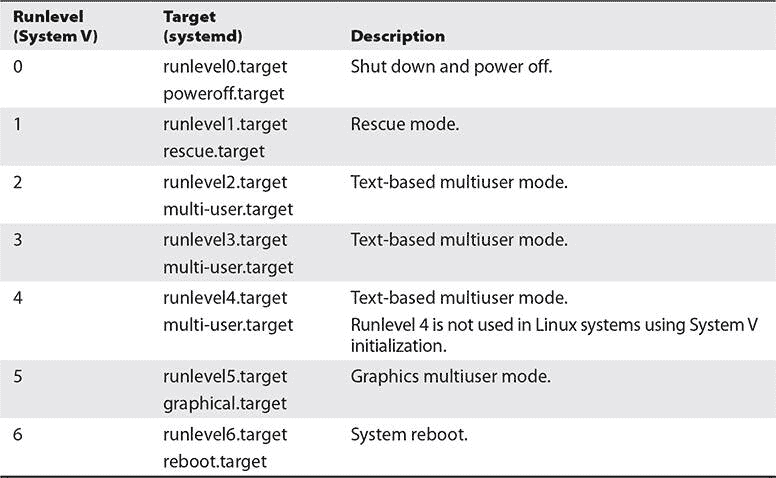 Runlevel (System V) Target (systemd) Description
0 runlevel0.target Shut down and power off.
poweroff.target
1 runlevel1.target Rescue mode.
rescue.target
2 runlevel2.target Text-based multiuser mode.
multi-user.target
3 runlevel3.target Text-based multiuser mode.
multi-user.target
4 runlevel4.target Text-based multiuser mode.
multi-user.target Runlevel 4 is not used in Linux systems using System V
initialization.
5 runlevel5.target Graphics multiuser mode.
graphical.target
6 runlevel6.target System reboot.
reboot.target